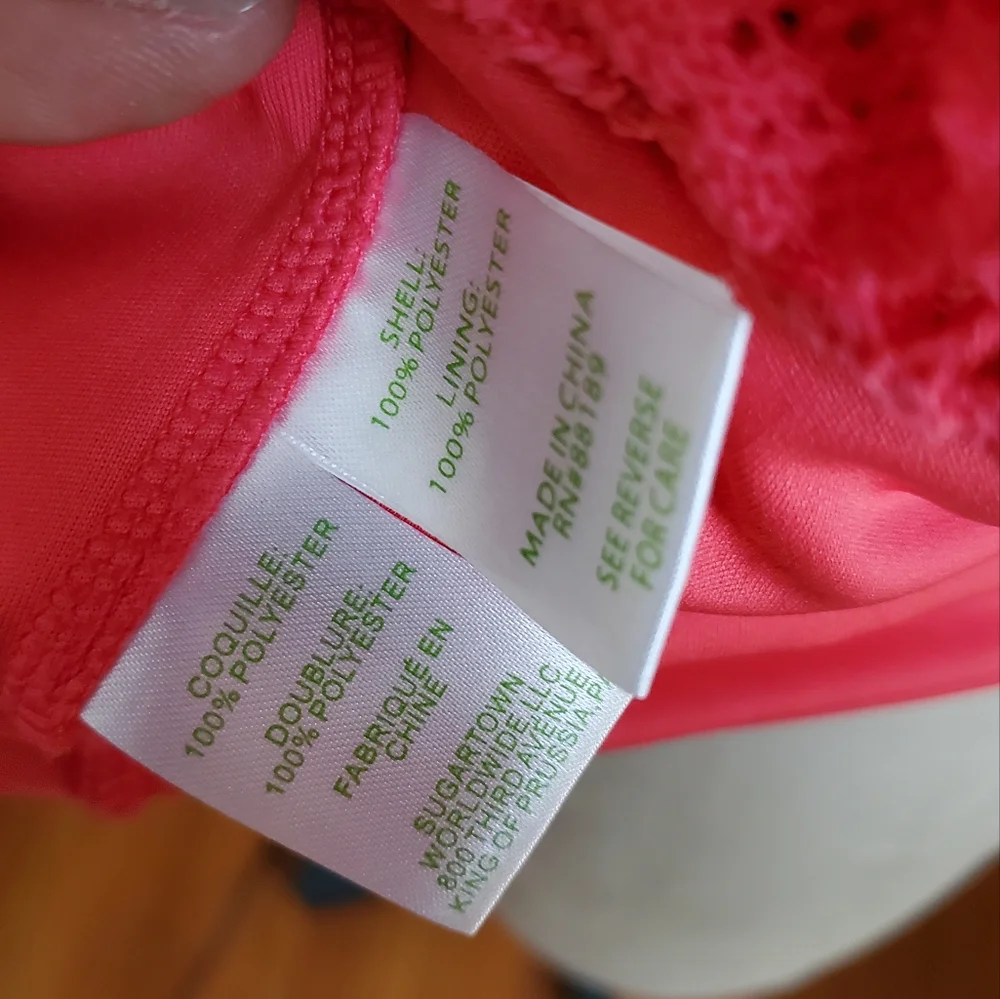 SHELL:
100% POLYESTER
LINING:
100% POLYESTER
MADE IN CHINA
RN#88189
SEE REVERSE
FOR CARE
COQUILLE:
100% POLYESTER
DOUBLURE:
100% POLYESTER
FABRIQUÉ EN
CHINE
SUGARTOWN
WORLDWIDE LLC
800 THIRD AVENUE
KING OF PRUSSIA P